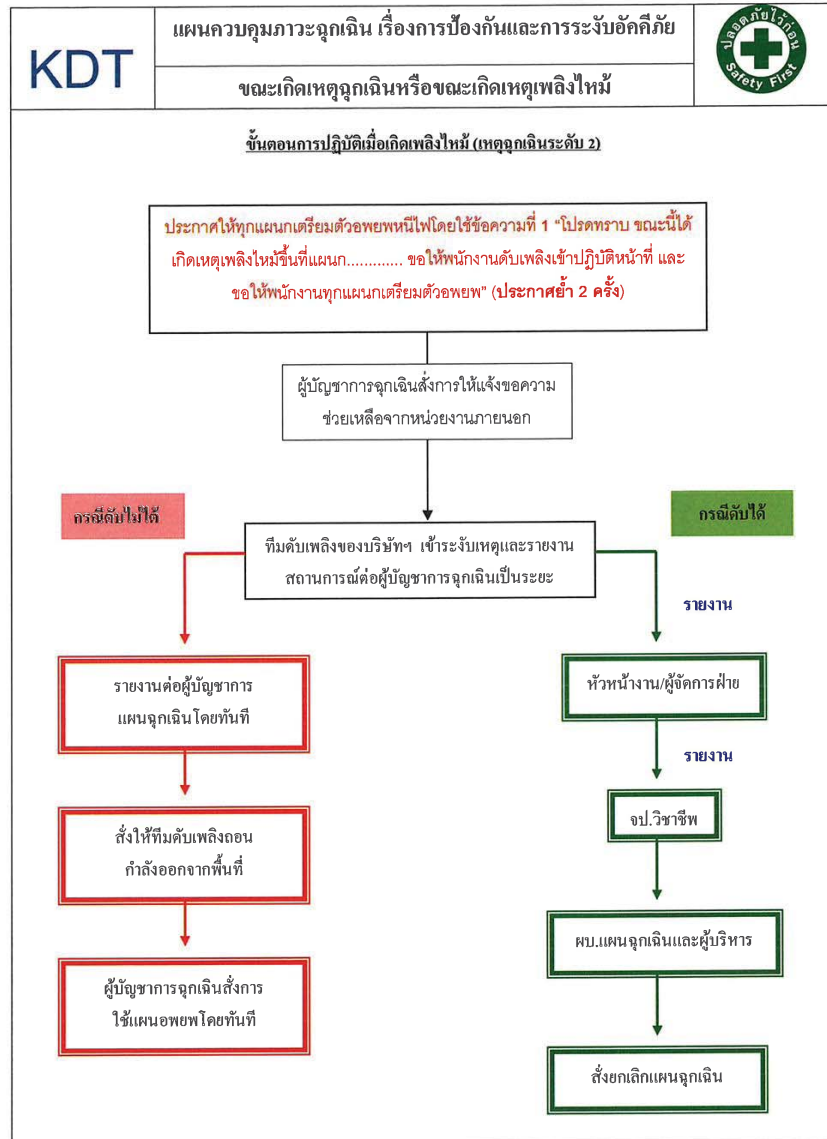 KDT
แผนควบคุมภาวะฉุกเฉิน เรื่องการป้องกันและการระงับอัคคีภัย
ขณะเกิดเหตุฉุกเฉินหรือขณะเกิดเหตุเพลิงไหม้
ปลอดภัยไว้ก่อน
Safety First
ขั้นตอนการปฏิบัติเมื่อเกิดเพลิงไหม้ (เหตุฉุกเฉินระดับ 2)
ประกาศให้ทุกแผนกเตรียมตัวอพยพหนีไฟโดยใช้ข้อความที่ 1 "โปรดทราบ ขณะนี้ได้
เกิดเหตุเพลิงไหม้ขึ้นที่แผนก............ ขอให้พนักงานดับเพลิงเข้าปฏิบัติหน้าที่ และ
ขอให้พนักงานทุกแผนกเตรียมตัวอพยพ" (ประกาศย้ำ 2 ครั้ง)
ผู้บัญชาการฉุกเฉินสั่งการให้แจ้งขอความ
ช่วยเหลือจากหน่วยงานภายนอก
กรณีดับไม่ได้
กรณีดับได้
ทีมดับเพลิงของบริษัทฯ เข้าระงับเหตุและรายงาน
สถานการณ์ต่อผู้บัญชาการฉุกเฉินเป็นระยะ
รายงาน
รายงานต่อผู้บัญชาการ
แผนฉุกเฉินโดยทันที
หัวหน้างาน/ผู้จัดการฝ่าย
รายงาน
สั่งให้ทีมดับเพลิงถอน
กำลังออกจากพื้นที่
จป.วิชาชีพ
ผบ.แผนฉุกเฉินและผู้บริหาร
ผู้บัญชาการฉุกเฉินสั่งการ
ใช้แผนอพยพโดยทันที
สั่งยกเลิกแผนฉุกเฉิน